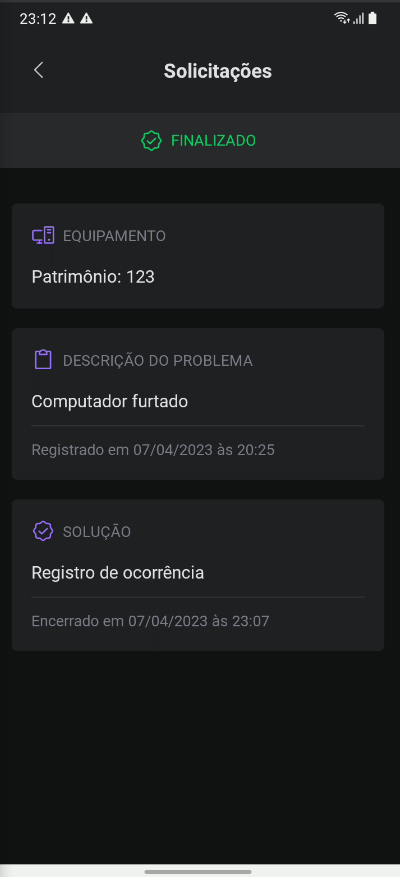 23:12
Solicitações
FINALIZADO
EQUIPAMENTO
Patrimônio: 123
DESCRIÇÃO DO PROBLEMA
Computador furtado
Registrado em 07/04/2023 às 20:25
SOLUÇÃO
Registro de ocorrência
Encerrado em 07/04/2023 às 23:07